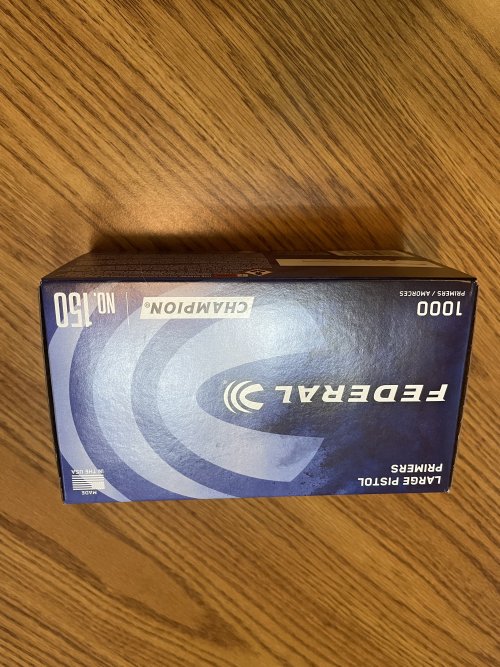 LARGE PISTOL
PRIMERS
MADE
IN THE USA
FEDERAL
1000
PRIMERS / AMORCES
CHAMPION®
NO. 150